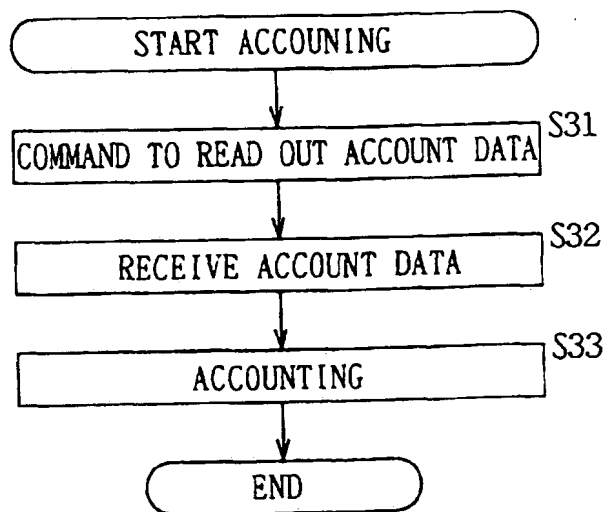 START ACCOUNING
S31
COMMAND TO READ OUT ACCOUNT DATA
S32
RECEIVE ACCOUNT DATA
S33
ACCOUNTING
END